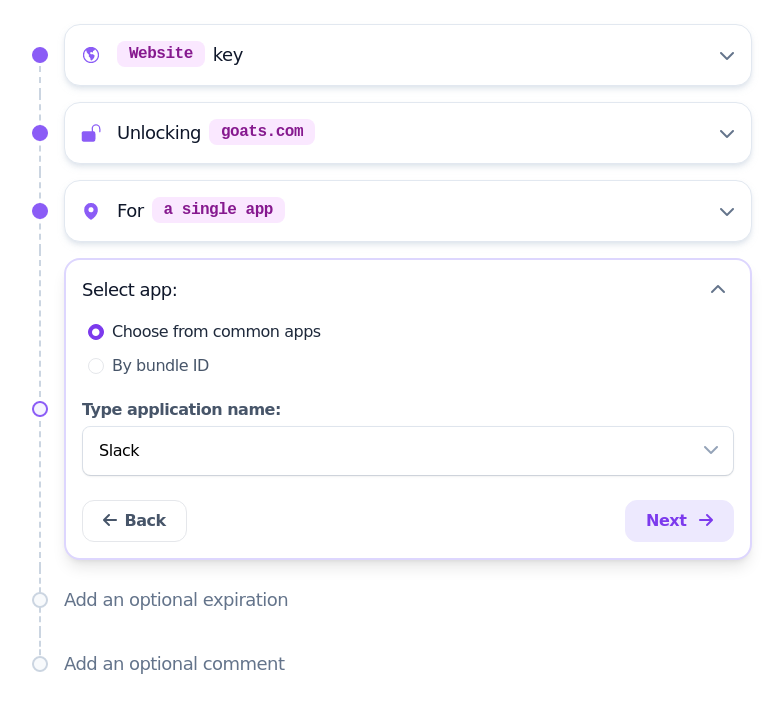 Website key
Unlocking goats.com
For a single app
Select app:
Choose from common apps
By bundle ID
Type application name:
Slack
← Back
Next →
Add an optional expiration
Add an optional comment